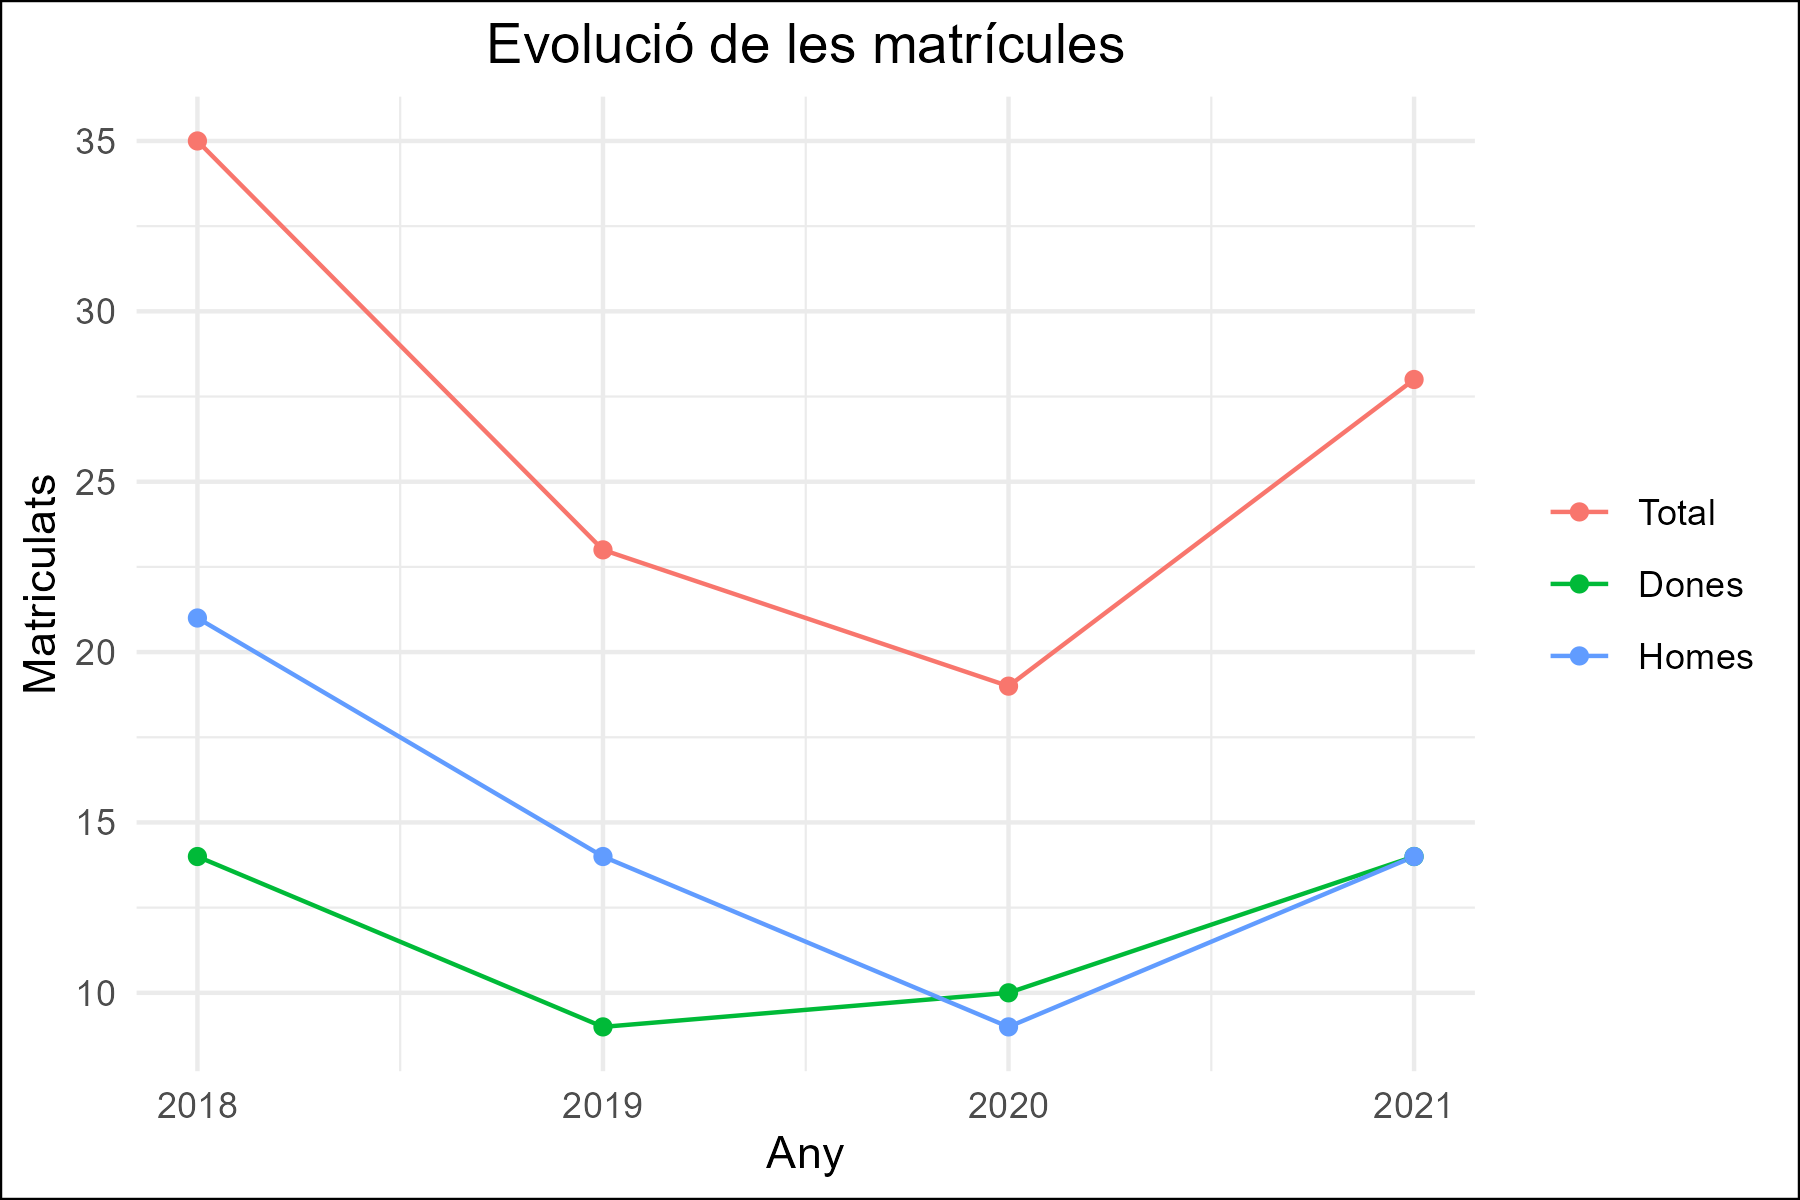 Evolució de les matrícules
35
30
25
20
15
10
Matriculats
2018 2019 2020 2021
Any
Total
Dones
Homes